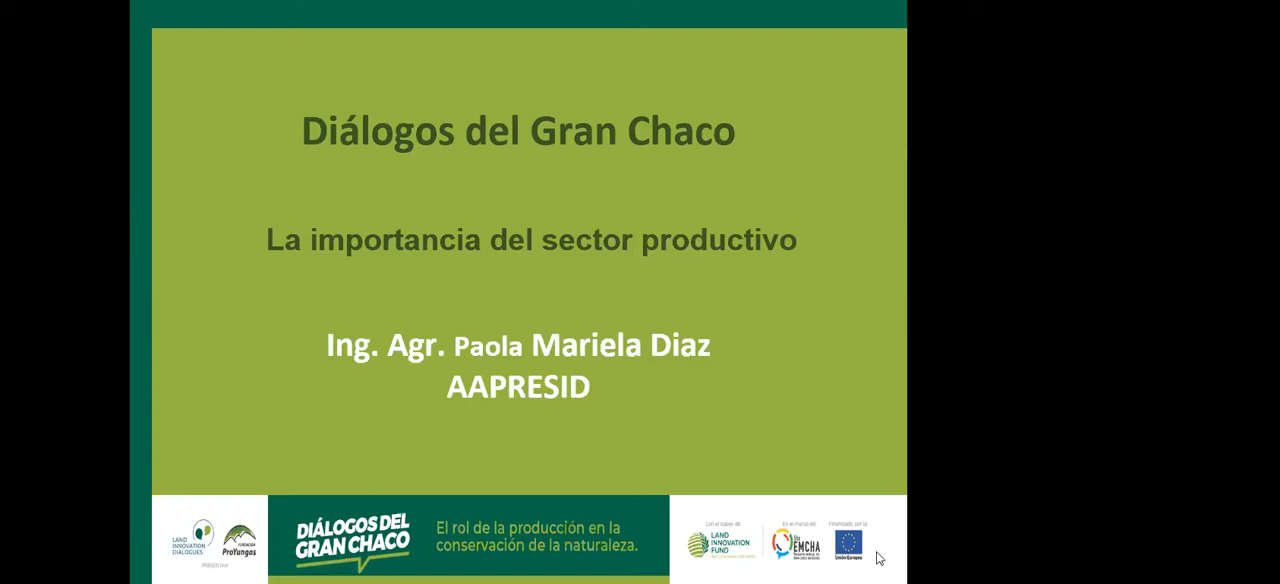 Diálogos del Gran Chaco
La importancia del sector productivo
Ing. Agr. Paola Mariela Diaz
AAPRESID
LAND
INNOVATION
DIALOGUES
FUNDACIÓN
ProYungas
PRESENTAN
DIÁLOGOS DEL
GRAN CHACO
El rol de la producción en la
conservación de la naturaleza.
Con el apoyo de
LAND
INNOVATION
FUND
En el marco de:
EMCHA
Financiado por la
Unión Europea